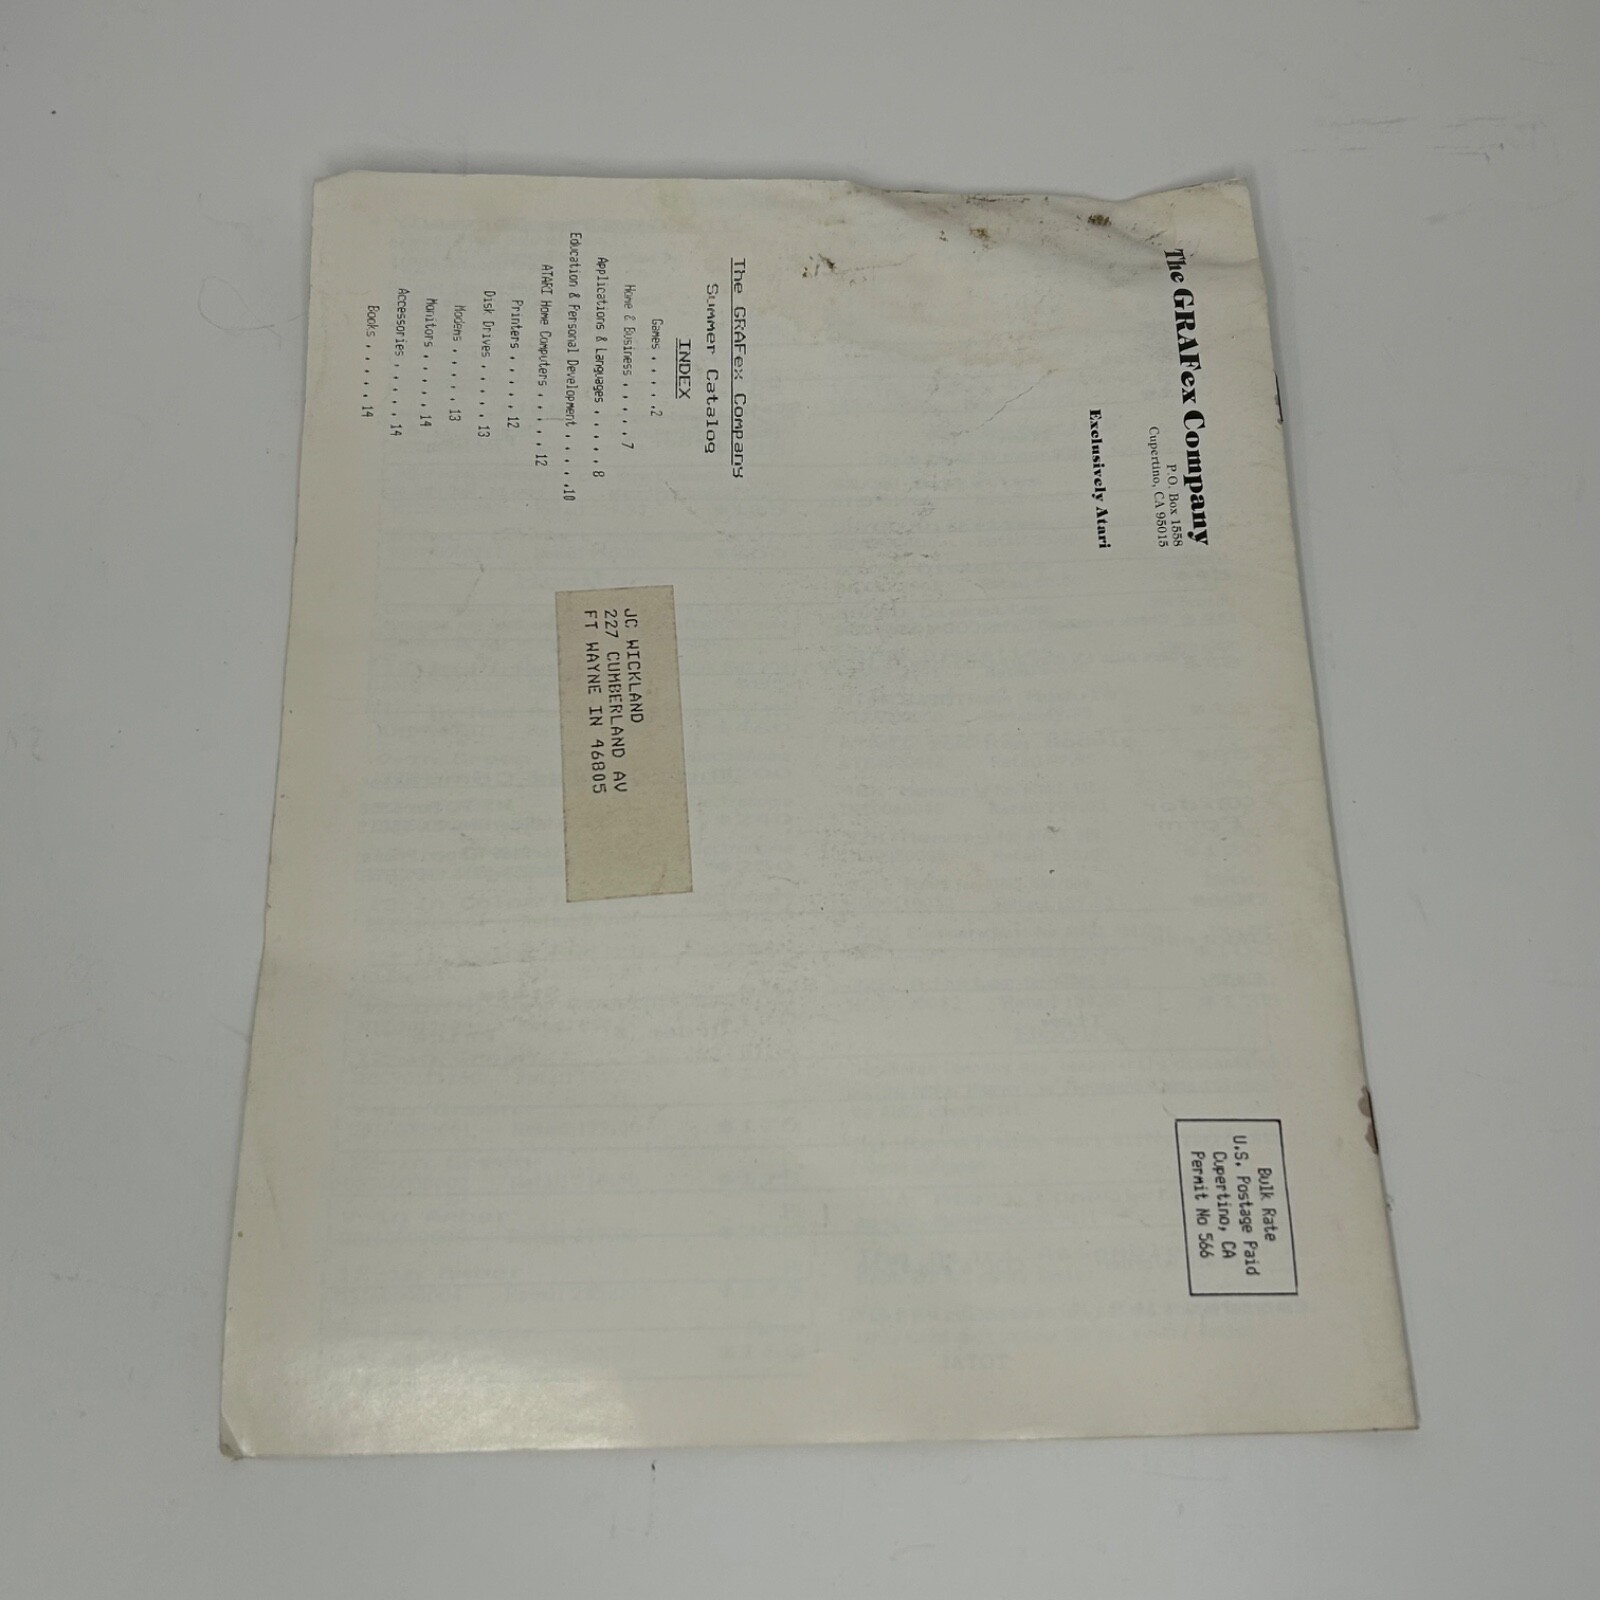 The GRAFex Company
P.O. Box 1558
Cupertino, CA 95015
Exclusively Atari
Bulk Rate
U.S. Postage Paid
Cupertino, CA
Permit No 566
The GRAFex Company
Summer Catalog
INDEX
Games . . . . .2
Home & Business . . . . . 7
Applications & Languages . . . . . 8
Education & Personal Development . . . . .10
ATARI Home Computers . . . . . 12
Printers . . . . . 12
Disk Drives . . . . . 13
Modems . . . . . 13
Monitors . . . . . 14
Accessories . . . . . 14
Books . . . . . 14
JC WICKLAND
227 CUMBERLAND AV
FT WAYNE IN 46805